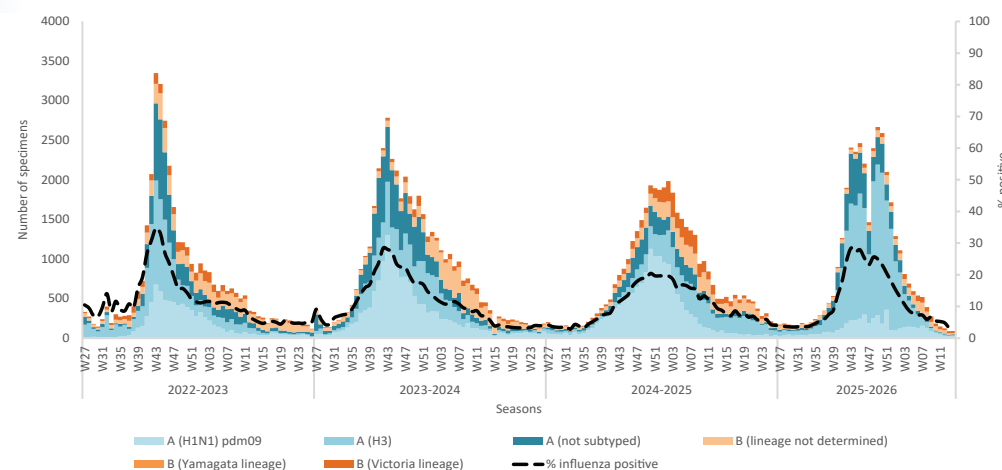 Number of specimens
4000
3500
3000
2500
2000
1500
1000
500
0
100
90
80
70
60
50
40
30
20
10
0
% positive
W27 W31 W35 W39 W43 W47 W51 W03 W07 W11 W15 W19 W23 W27 W31 W35 W39 W43 W47 W51 W03 W07 W11 W15 W19 W23 W27 W31 W35 W39 W43 W47 W51 W03 W07 W11 W15 W19 W23 W27 W31 W35 W39 W43 W47 W51 W03 W07 W11
2022-2023 2023-2024 2024-2025 2025-2026
Seasons
A (H1N1) pdm09 A (H3) A (not subtyped) B (lineage not determined)
B (Yamagata lineage) B (Victoria lineage) % influenza positive